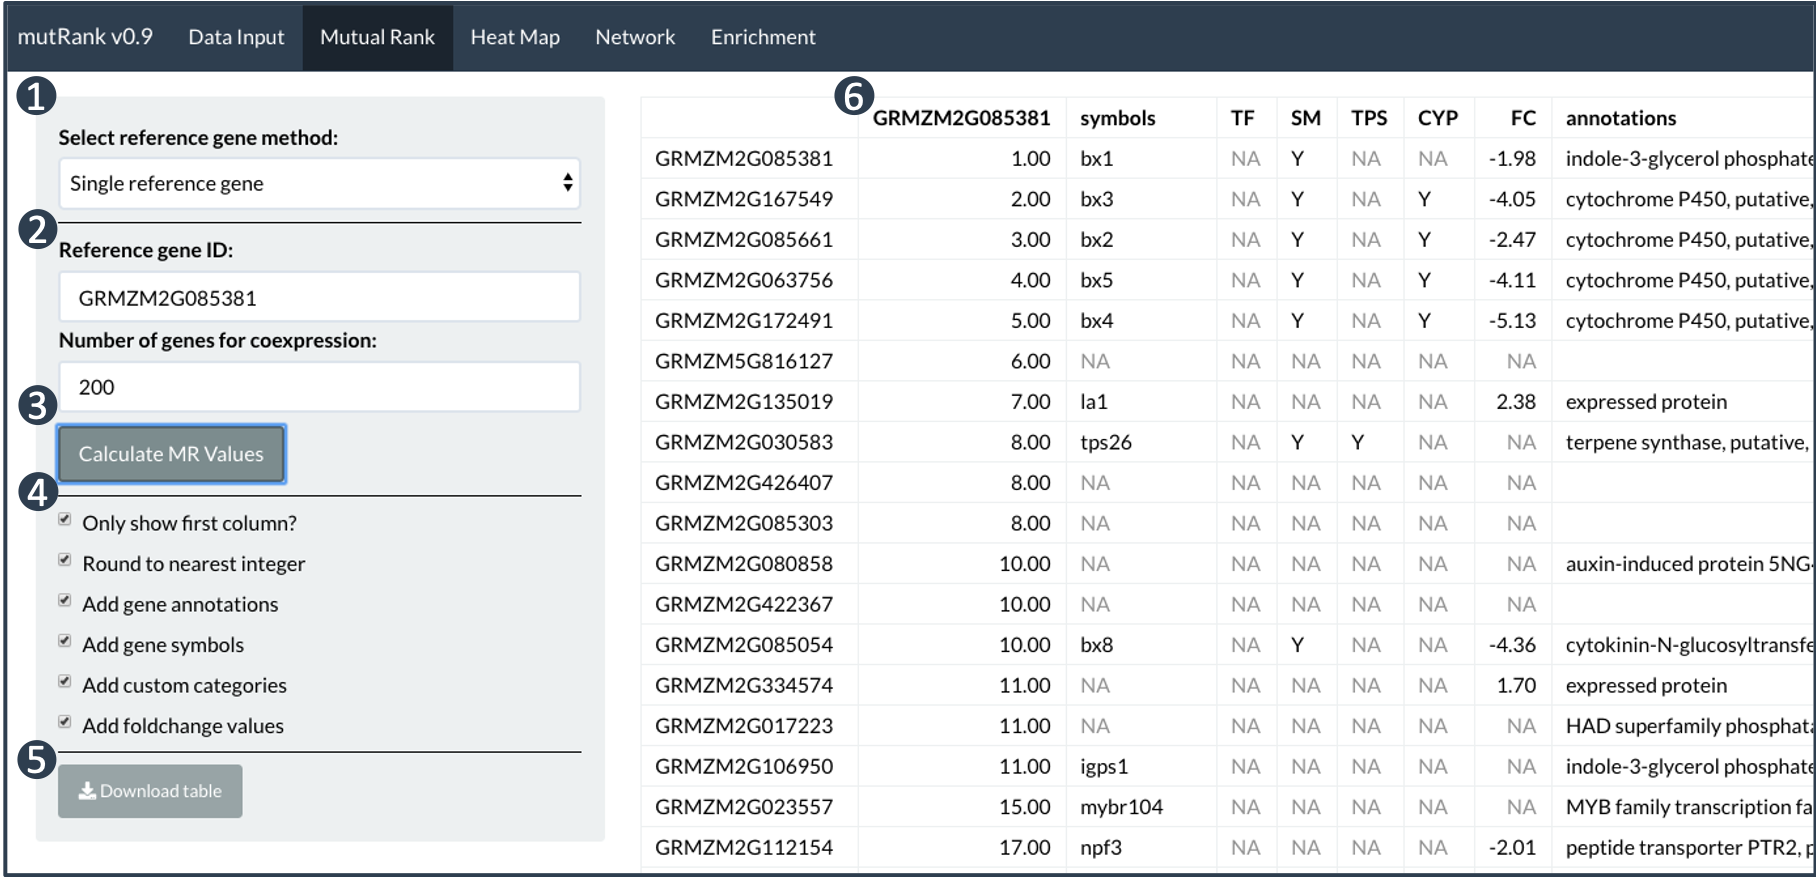 mutRank v0.9 Data Input Mutual Rank Heat Map Network Enrichment
1
Select reference gene method:
Single reference gene
2
Reference gene ID:
GRMZM2G085381
Number of genes for coexpression:
200
3
Calculate MR Values
4
Only show first column?
Round to nearest integer
Add gene annotations
Add gene symbols
Add custom categories
Add foldchange values
5
Download table
6
GRMZM2G085381 symbols TF SM TPS CYP FC annotations
GRMZM2G085381 1.00 bx1 NA Y NA NA -1.98 indole-3-glycerol phosphate
GRMZM2G167549 2.00 bx3 NA Y NA Y -4.05 cytochrome P450, putative,
GRMZM2G085661 3.00 bx2 NA Y NA Y -2.47 cytochrome P450, putative,
GRMZM2G063756 4.00 bx5 NA Y NA Y -4.11 cytochrome P450, putative,
GRMZM2G172491 5.00 bx4 NA Y NA Y -5.13 cytochrome P450, putative,
GRMZM5G816127 6.00 NA NA NA NA NA NA
GRMZM2G135019 7.00 la1 NA NA NA NA 2.38 expressed protein
GRMZM2G030583 8.00 tps26 NA Y Y NA NA terpene synthase, putative,
GRMZM2G426407 8.00 NA NA NA NA NA NA
GRMZM2G085303 8.00 NA NA NA NA NA NA
GRMZM2G080858 10.00 NA NA NA NA NA NA auxin-induced protein 5NG-
GRMZM2G422367 10.00 NA NA NA NA NA NA
GRMZM2G085054 10.00 bx8 NA Y NA NA -4.36 cytokinin-N-glucosyltransfe
GRMZM2G334574 11.00 NA NA NA NA NA 1.70 expressed protein
GRMZM2G017223 11.00 NA NA NA NA NA NA HAD superfamily phosphata
GRMZM2G106950 11.00 igps1 NA NA NA NA NA indole-3-glycerol phosphate
GRMZM2G023557 15.00 mybr104 NA NA NA NA NA MYB family transcription fa
GRMZM2G112154 17.00 npf3 NA NA NA NA -2.01 peptide transporter PTR2, p